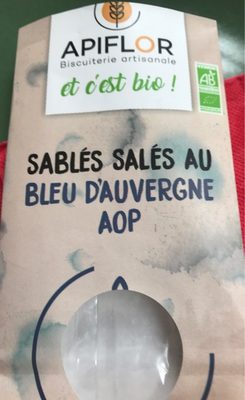 APIFLOR
Biscuiterie artisanale
et c'est bio !
AB
SABLÉS SALÉS AU
BLEU D'AUVERGNE
AOP